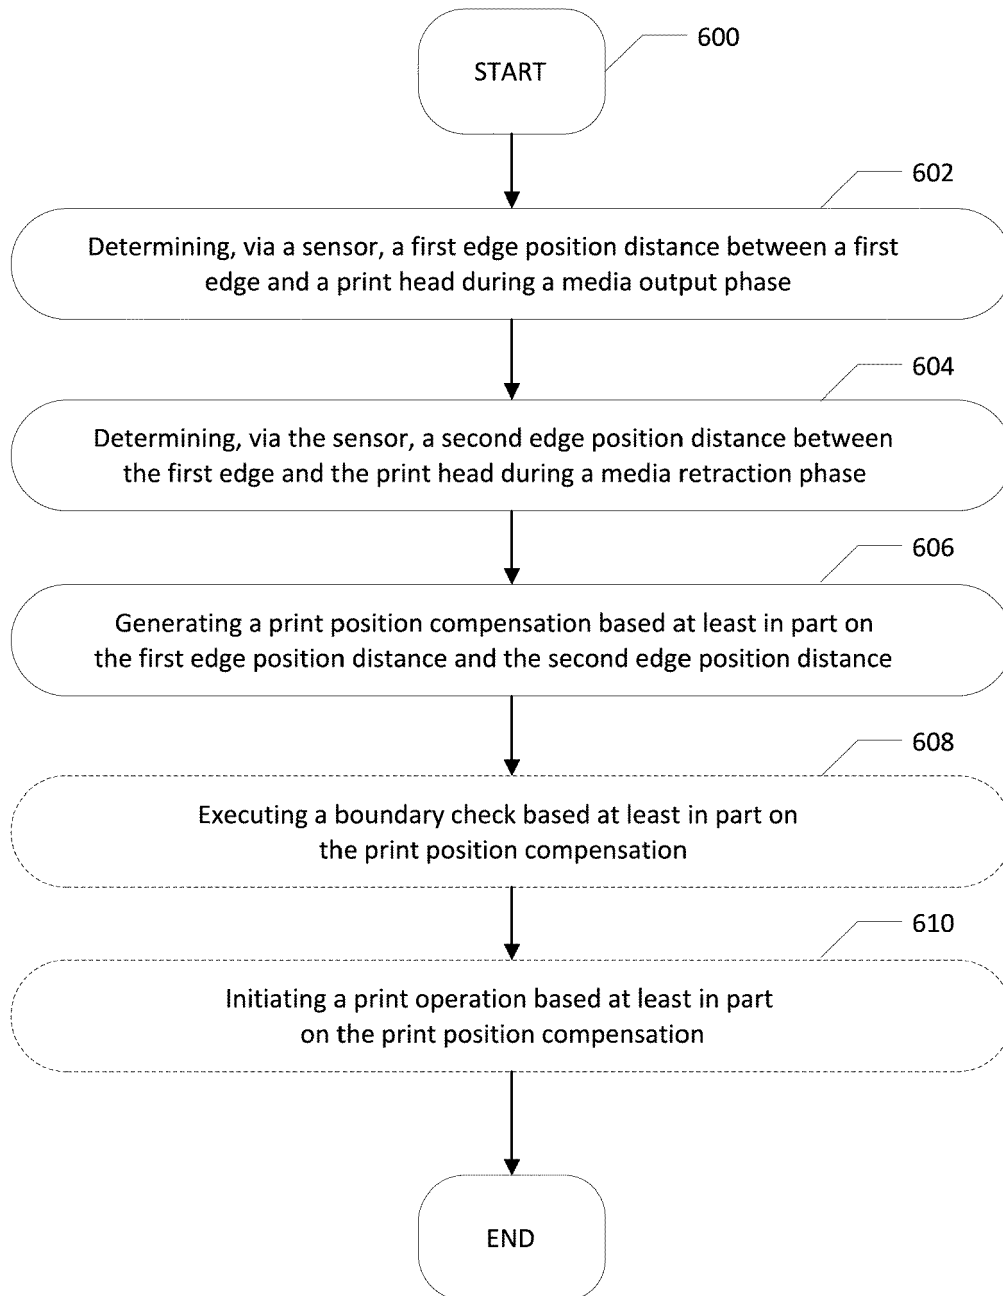 600
START
602
Determining, via a sensor, a first edge position distance between a first
edge and a print head during a media output phase
604
Determining, via the sensor, a second edge position distance between
the first edge and the print head during a media retraction phase
606
Generating a print position compensation based at least in part on
the first edge position distance and the second edge position distance
608
Executing a boundary check based at least in part on
the print position compensation
610
Initiating a print operation based at least in part
on the print position compensation
END